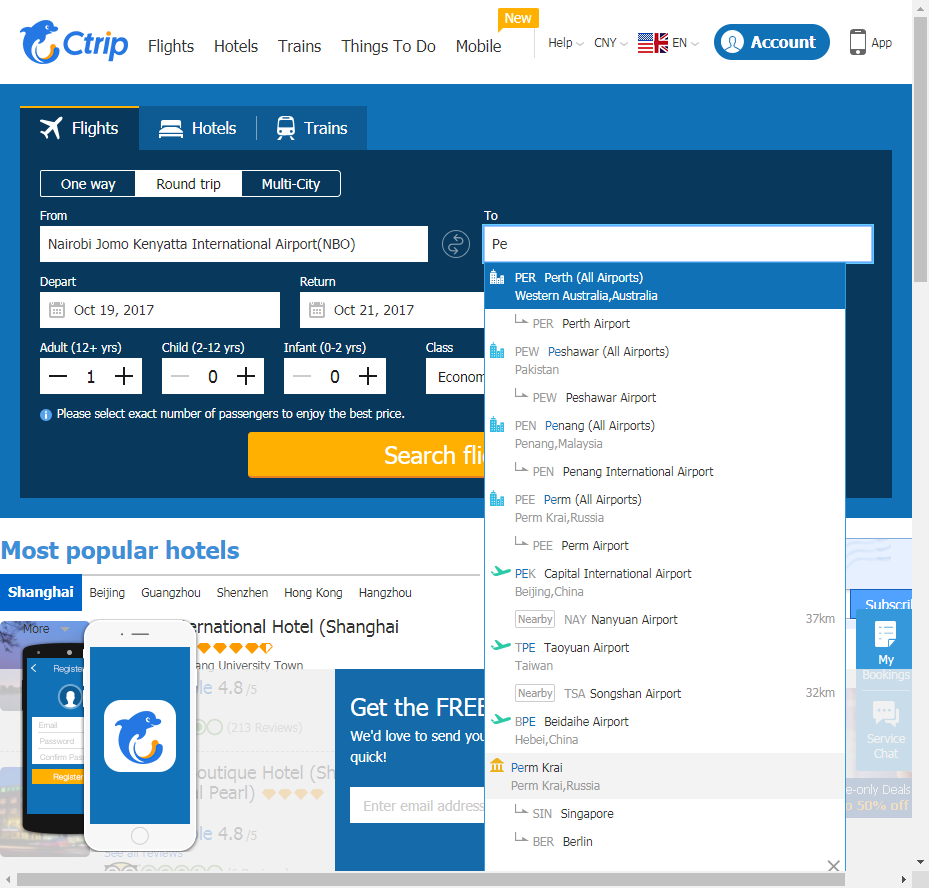 New
Ctrip
Flights
Hotels
Trains
Things To Do
Mobile
Help
CNY
EN
Account
App
Flights
Hotels
Trains
One way
Round trip
Multi-City
From
To
Nairobi Jomo Kenyatta International Airport(NBO)
Pe
Depart
Return
Oct 19, 2017
Oct 21, 2017
Adult (12+ yrs)
Child (2-12 yrs)
Infant (0-2 yrs)
Class
1
0
0
Econom
Please select exact number of passengers to enjoy the best price.
Search fli
PER Perth (All Airports)
Western Australia,Australia
PER Perth Airport
PEW Peshawar (All Airports)
Pakistan
PEW Peshawar Airport
PEN Penang (All Airports)
Penang,Malaysia
PEN Penang International Airport
PEE Perm (All Airports)
Perm Krai,Russia
PEE Perm Airport
PEK Capital International Airport
Beijing,China
Nearby NAY Nanyuan Airport 37km
TPE Taoyuan Airport
Taiwan
Nearby TSA Songshan Airport 32km
BPE Beidaihe Airport
Hebei,China
Perm Krai
Perm Krai,Russia
SIN Singapore
BER Berlin
Most popular hotels
Shanghai
Beijing
Guangzhou
Shenzhen
Hong Kong
Hangzhou
More
ernational Hotel (Shanghai
ang University Town
le 4.8/5
(213 Reviews)
outique Hotel (Sh
l Pearl)
le 4.8/5
See all reviews
Register
Email
Password
Confirm Pas
Register
Get the FREE
We'd love to send you
quick!
Enter email address
Subscri
My
Bookings
Service
Chat
e-only Deals
p 50% off